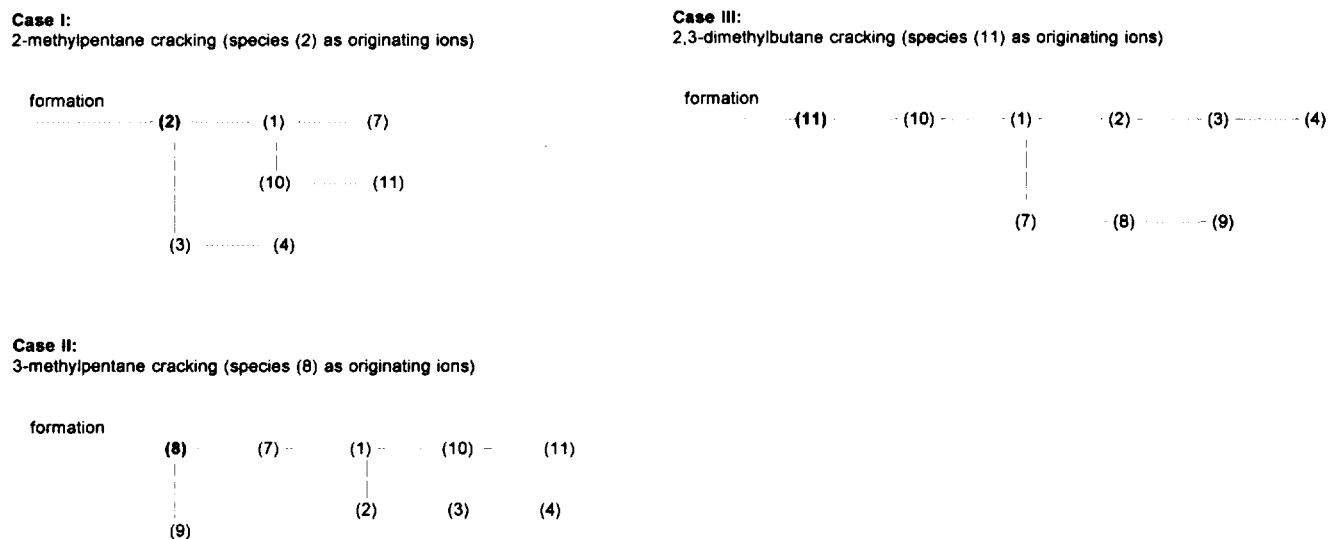 Case I:
2-methylpentane cracking (species (2) as originating ions)
formation
(2) (1) (7)
(10) (11)
(3) (4)
Case II:
3-methylpentane cracking (species (8) as originating ions)
formation
(8) (7) (1) (10) (11)
(2) (3) (4)
(9)
Case III:
2,3-dimethylbutane cracking (species (11) as originating ions)
formation
(11) (10) (1) (2) (3) (4)
(7) (8) (9)